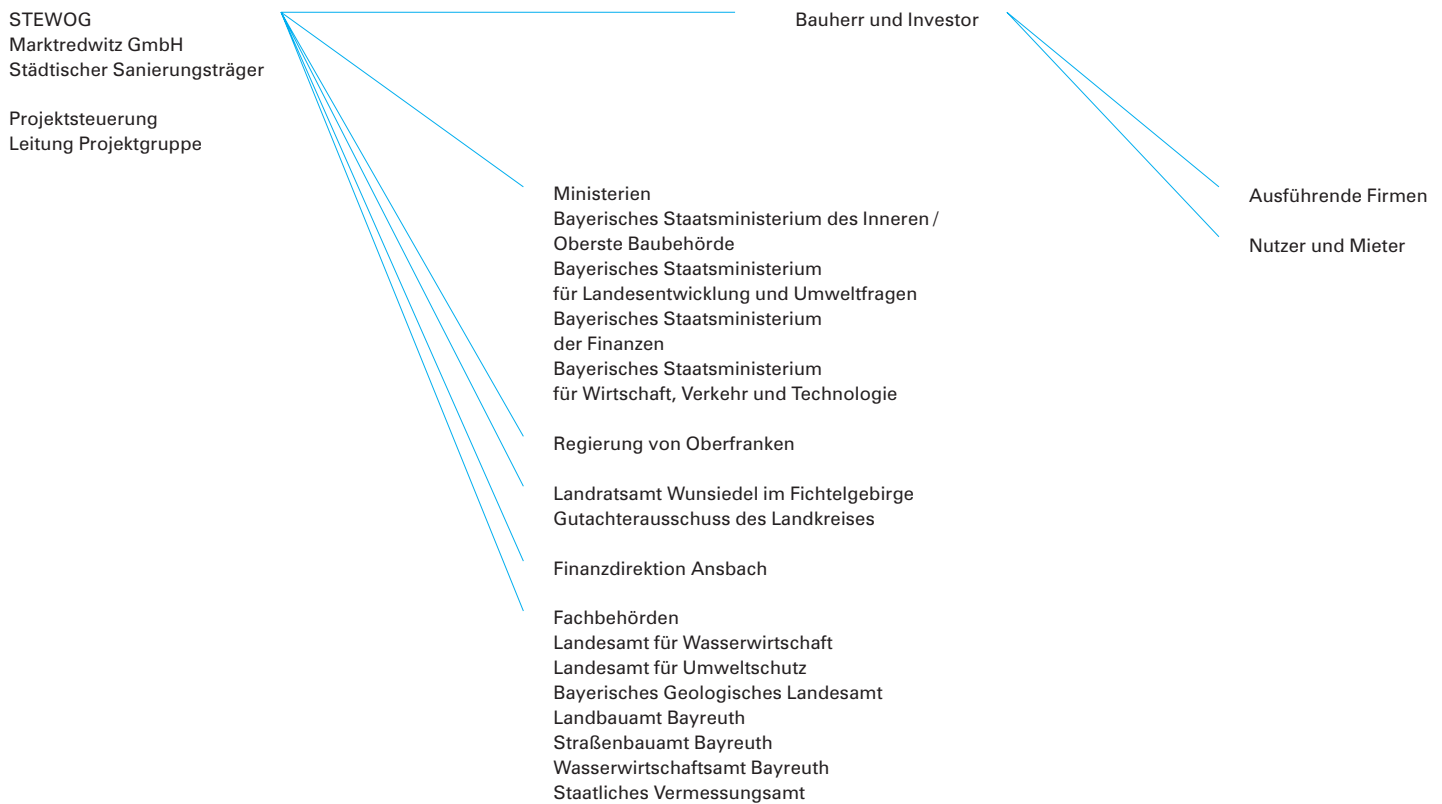 STEWOG
Marktredwitz GmbH
Städtischer Sanierungsträger
Projektsteuerung
Leitung Projektgruppe
Bauherr und Investor
Ministerien
Bayerisches Staatsministerium des Inneren /
Oberste Baubehörde
Bayerisches Staatsministerium
für Landesentwicklung und Umweltfragen
Bayerisches Staatsministerium
der Finanzen
Bayerisches Staatsministerium
für Wirtschaft, Verkehr und Technologie
Regierung von Oberfranken
Landratsamt Wunsiedel im Fichtelgebirge
Gutachterausschuss des Landkreises
Finanzdirektion Ansbach
Fachbehörden
Landesamt für Wasserwirtschaft
Landesamt für Umweltschutz
Bayerisches Geologisches Landesamt
Landbauamt Bayreuth
Straßenbauamt Bayreuth
Wasserwirtschaftsamt Bayreuth
Staatliches Vermessungsamt
Ausführende Firmen
Nutzer und Mieter